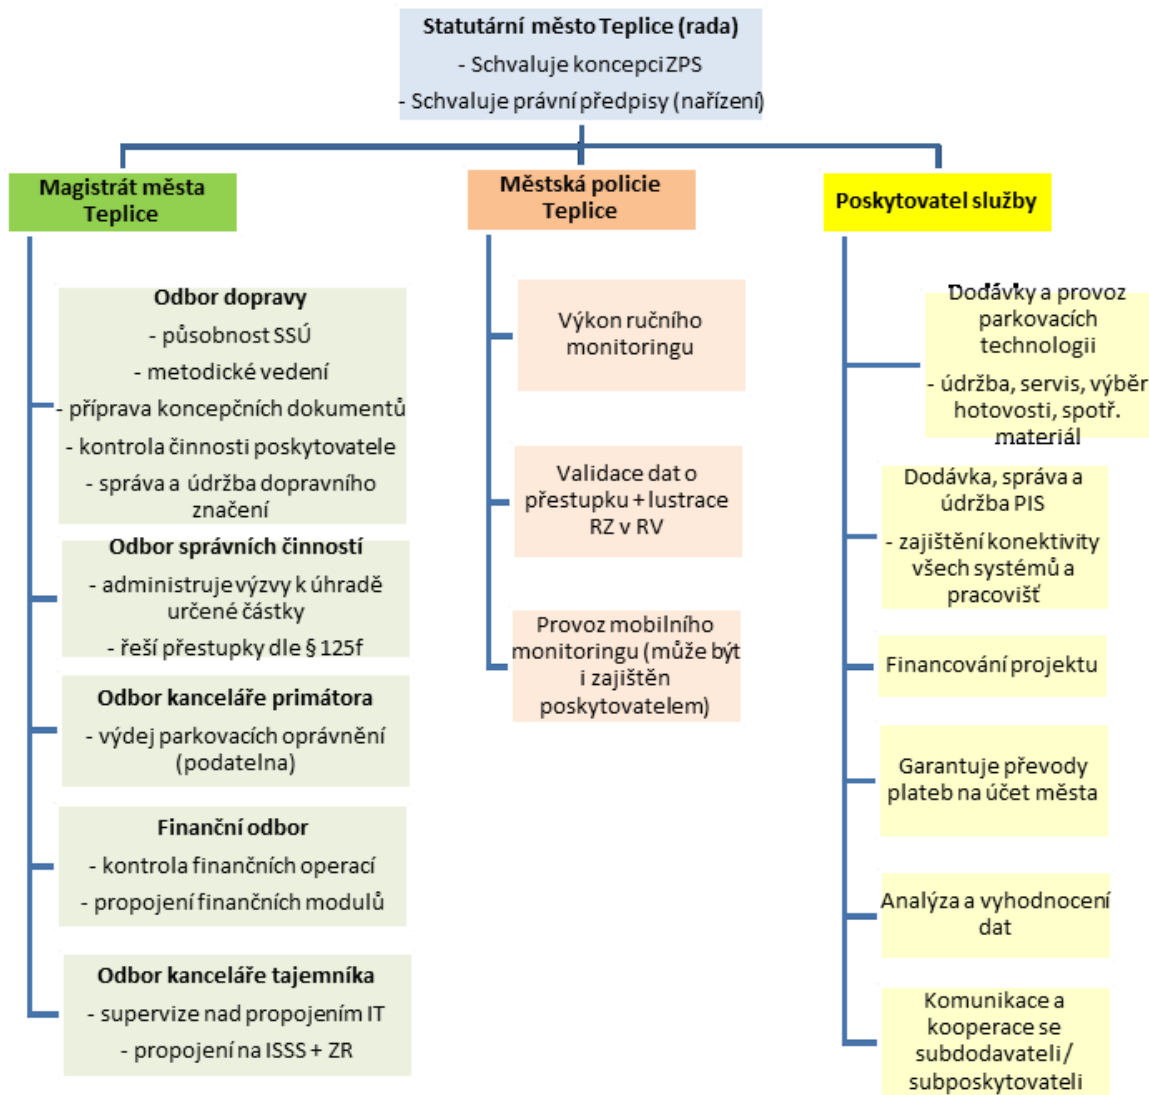 Statutární město Teplice (rada)
- Schvaluje koncepci ZPS
- Schvaluje právní předpisy (nařízení)
Magistrát města
Teplice
Odbor dopravy
- působnost SSÚ
- metodické vedení
- příprava koncepčních dokumentů
- kontrola činnosti poskytovatele
- správa a údržba dopravního
značení
Odbor správních činností
- administruje výzvy k úhradě
určené částky
- řeší přestupky dle § 125f
Odbor kanceláře primátora
- výdej parkovacích oprávnění
(podatelna)
Finanční odbor
- kontrola finančních operací
- propojení finančních modulů
Odbor kanceláře tajemníka
- supervize nad propojením IT
- propojení na ISSS + ZR
Městská policie
Teplice
Výkon ručního
monitoringu
Validace dat o
přestupku + lustrace
RZ v RV
Provoz mobilního
monitoringu (může být
i zajištěn
poskytovatelem)
Poskytovatel služby
Dodávky a provoz
parkovacích
technologii
- údržba, servis, výběr
hotovosti, spotř.
materiál
Dodávka, správa a
údržba PIS
- zajištění konektivity
všech systémů a
pracovišť
Financování projektu
Garantuje převody
plateb na účet města
Analýza a vyhodnocení
dat
Komunikace a
kooperace se
subdodavateli /
subposkytovateli